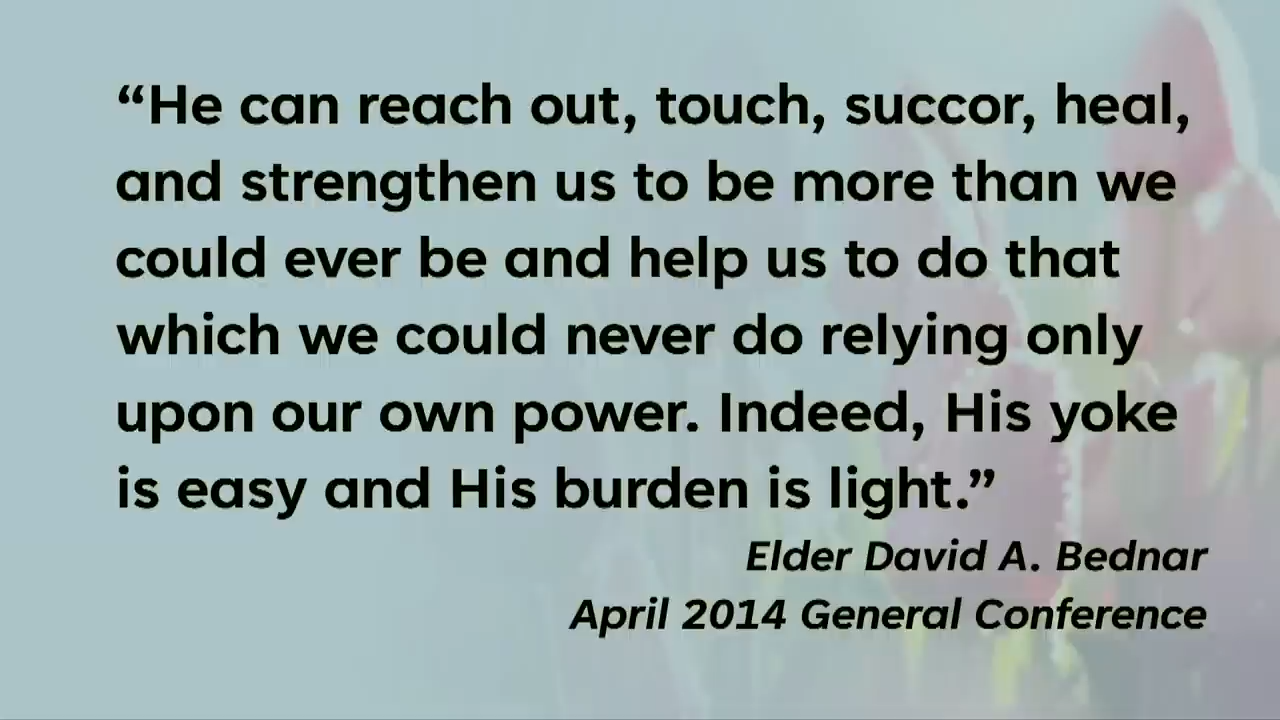 “He can reach out, touch, succor, heal,
and strengthen us to be more than we
could ever be and help us to do that
which we could never do relying only
upon our own power. Indeed, His yoke
is easy and His burden is light.”
Elder David A. Bednar
April 2014 General Conference